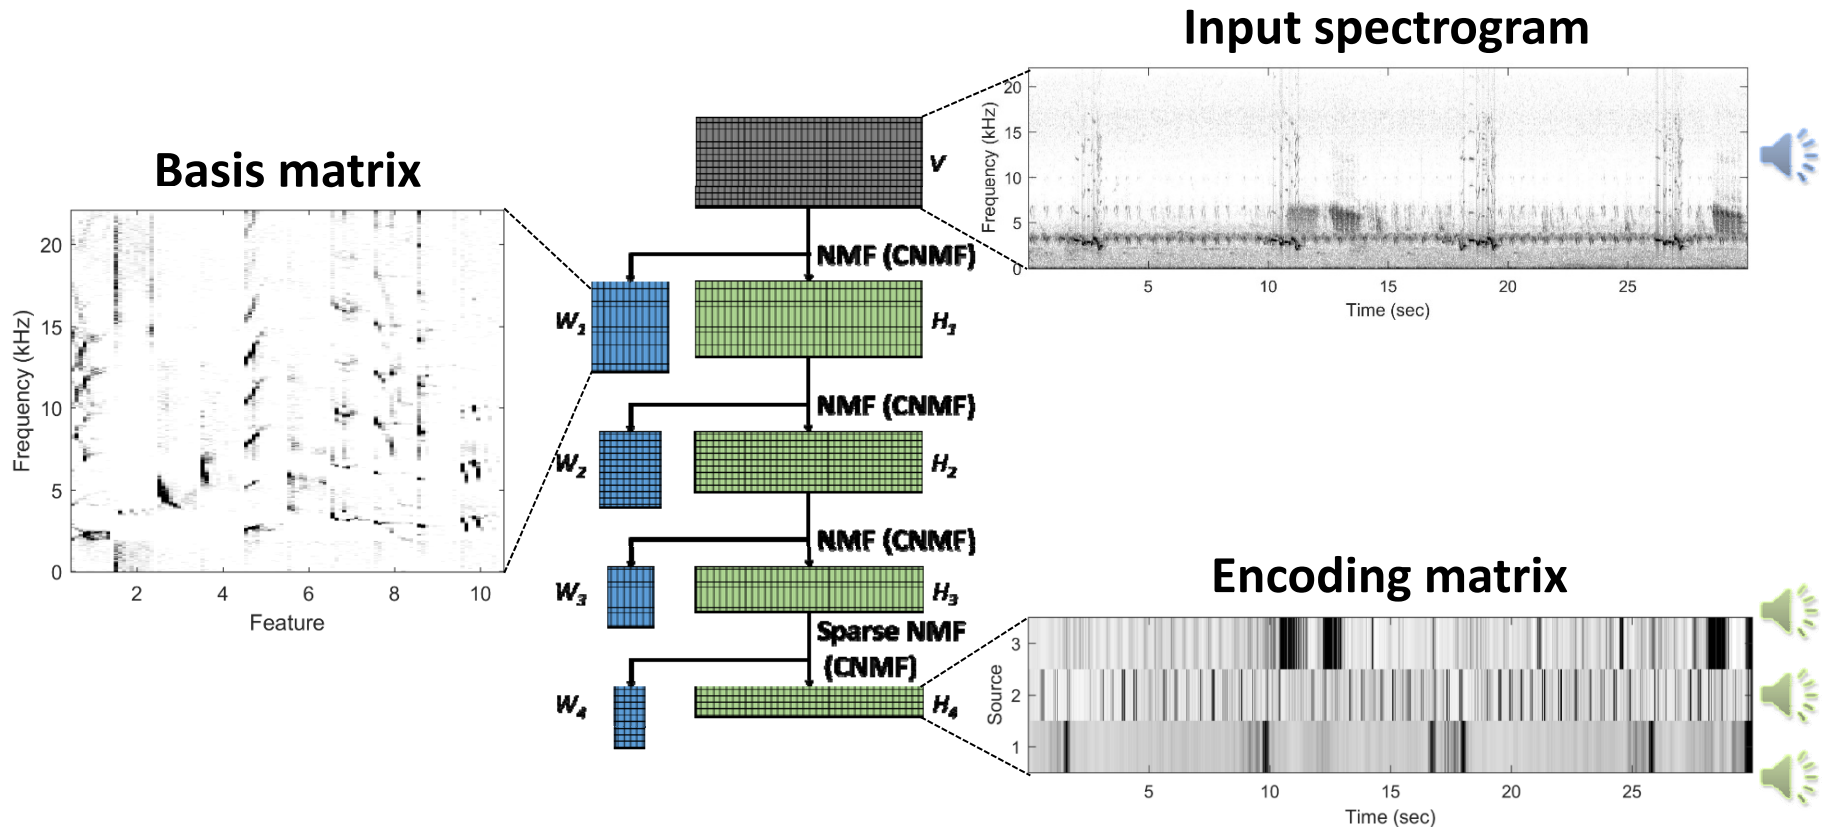 Input spectrogram
Frequency (kHz)
20
15
10
5
0
5
10
15
20
25
Time (sec)
Basis matrix
Frequency (kHz)
20
15
10
5
0
2
4
6
8
10
Feature
V
NMF (CNMF)
W1
H1
NMF (CNMF)
W2
H2
NMF (CNMF)
W3
H3
Sparse NMF
(CNMF)
W4
H4
Encoding matrix
Source
3
2
1
5
10
15
20
25
Time (sec)